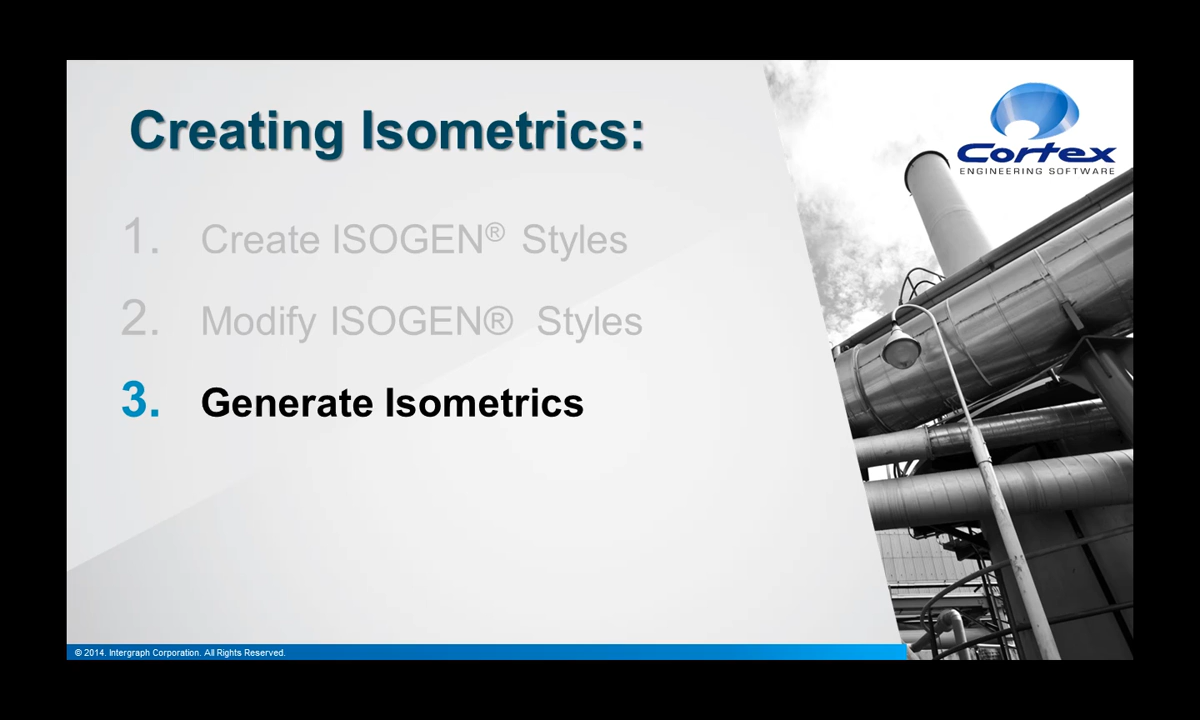 Creating Isometrics:
Cortex
ENGINEERING SOFTWARE
1. Create ISOGEN® Styles
2. Modify ISOGEN® Styles
3. Generate Isometrics
© 2014. Intergraph Corporation. All Rights Reserved.